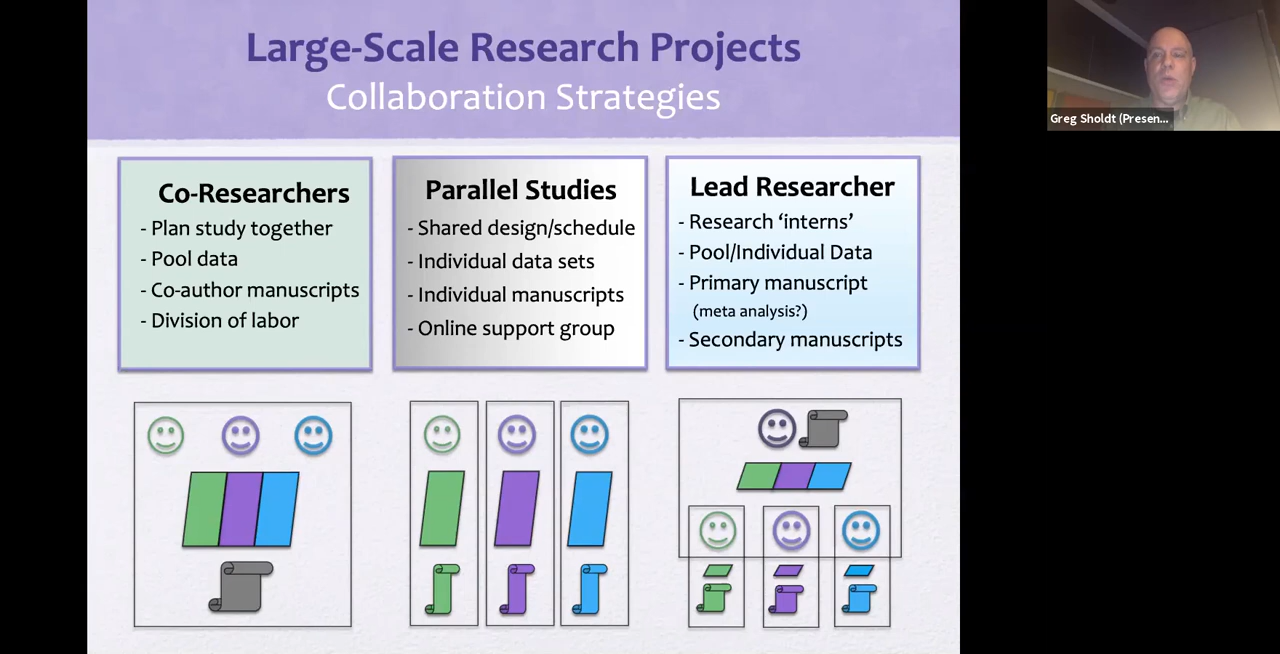 Large-Scale Research Projects
Collaboration Strategies
Co-Researchers
- Plan study together
- Pool data
- Co-author manuscripts
- Division of labor
Parallel Studies
- Shared design/schedule
- Individual data sets
- Individual manuscripts
- Online support group
Lead Researcher
- Research ‘interns’
- Pool/Individual Data
- Primary manuscript
(meta analysis?)
- Secondary manuscripts
Greg Sholdt (Presen...